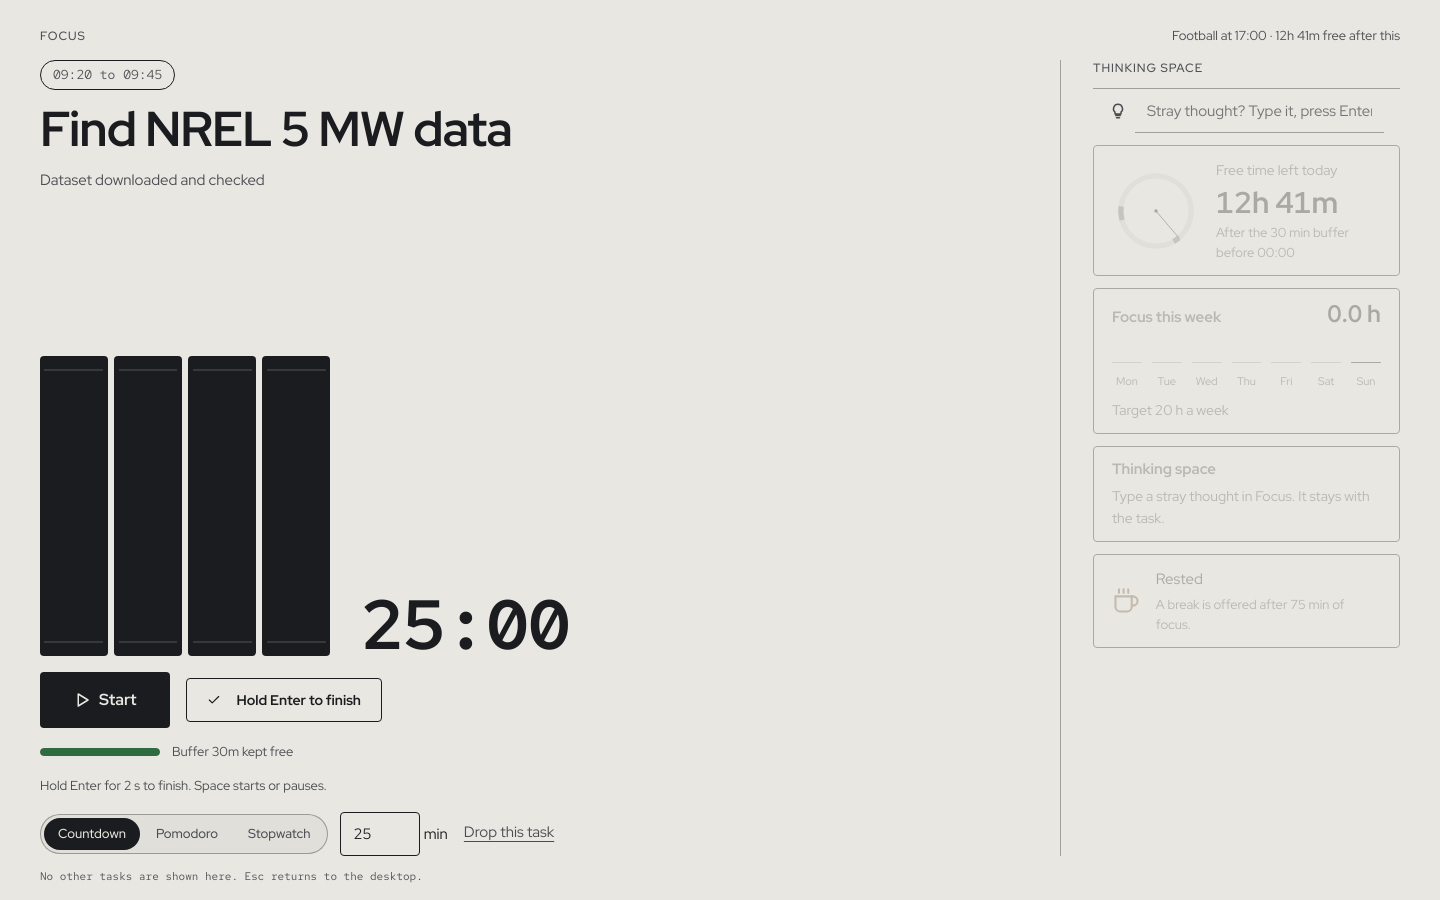 FOCUS
Football at 17:00 · 12h 41m free after this
09:20 to 09:45
Find NREL 5 MW data
Dataset downloaded and checked
25:00
Start
Hold Enter to finish
Buffer 30m kept free
Hold Enter for 2 s to finish. Space starts or pauses.
Countdown
Pomodoro
Stopwatch
25
min
Drop this task
No other tasks are shown here. Esc returns to the desktop.
THINKING SPACE
Stray thought? Type it, press Enter
Free time left today
12h 41m
After the 30 min buffer
before 00:00
Focus this week
0.0 h
Mon Tue Wed Thu Fri Sat Sun
Target 20 h a week
Thinking space
Type a stray thought in Focus. It stays with
the task.
Rested
A break is offered after 75 min of
focus.